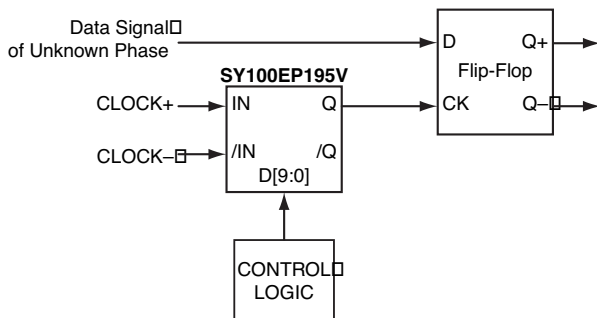 Data Signal
of Unknown Phase
D
Q+
Flip-Flop
SY100EP195V
CLOCK+
IN
Q
CK
Q–
CLOCK–
/IN
/Q
D[9:0]
CONTROL
LOGIC